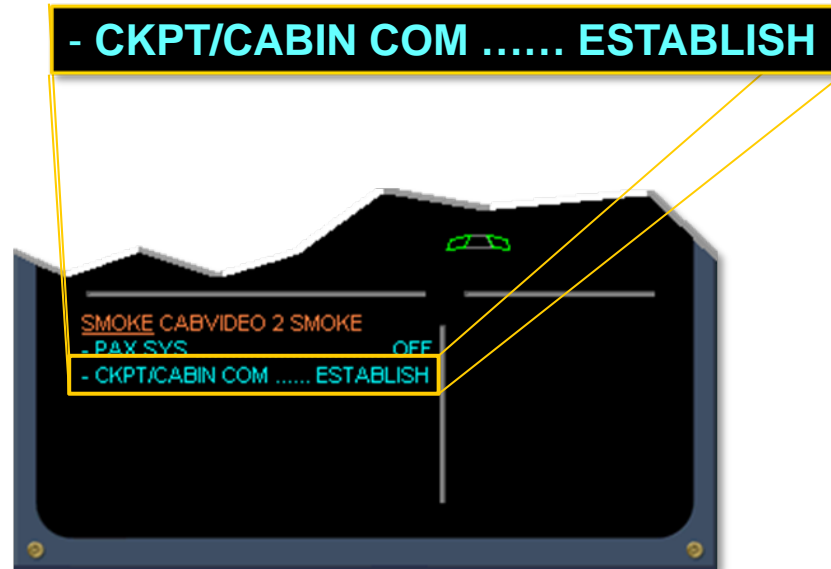 - CKPT/CABIN COM ...... ESTABLISH
SMOKE CABVIDEO 2 SMOKE
- PAX SYS OFF
- CKPT/CABIN COM ...... ESTABLISH